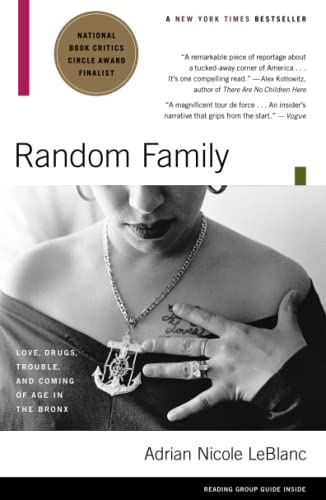 A NEW YORK TIMES BESTSELLER
NATIONAL
BOOK CRITICS
CIRCLE AWARD
FINALIST
"A remarkable piece of reportage about
a tucked-away corner of America . . .
It's one compelling read." — Alex Kotlowitz,
author of There Are No Children Here
"A magnificent tour de force . . . An insider's
narrative that grips from the start." — Vogue
Random Family
LOVE, DRUGS,
TROUBLE,
AND COMING
OF AGE IN
THE BRONX
Adrian Nicole LeBlanc
READING GROUP GUIDE INSIDE